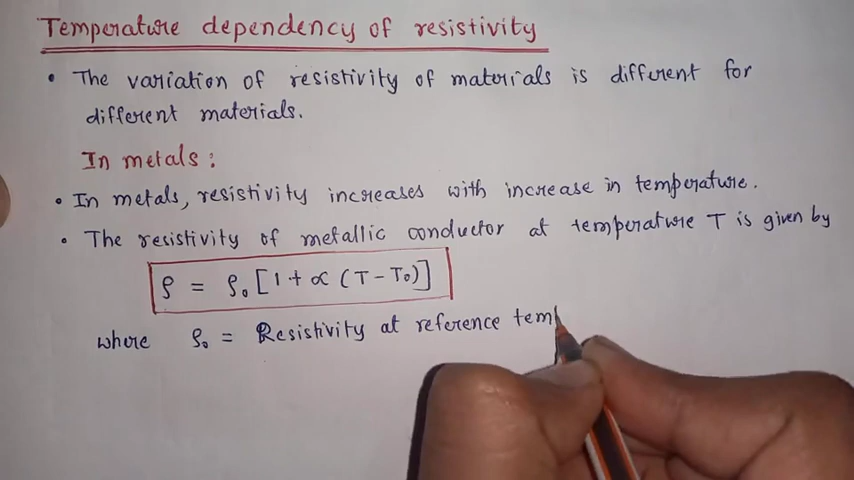 Temperature dependency of resistivity
• The variation of resistivity of materials is different for
different materials.
In metals:
• In metals, resistivity increases with increase in temperature.
• The resistivity of metallic conductor at temperature T is given by
ρ = ρ₀ [1 + ∝ (T - T₀)]
where ρ₀ = Resistivity at reference tem